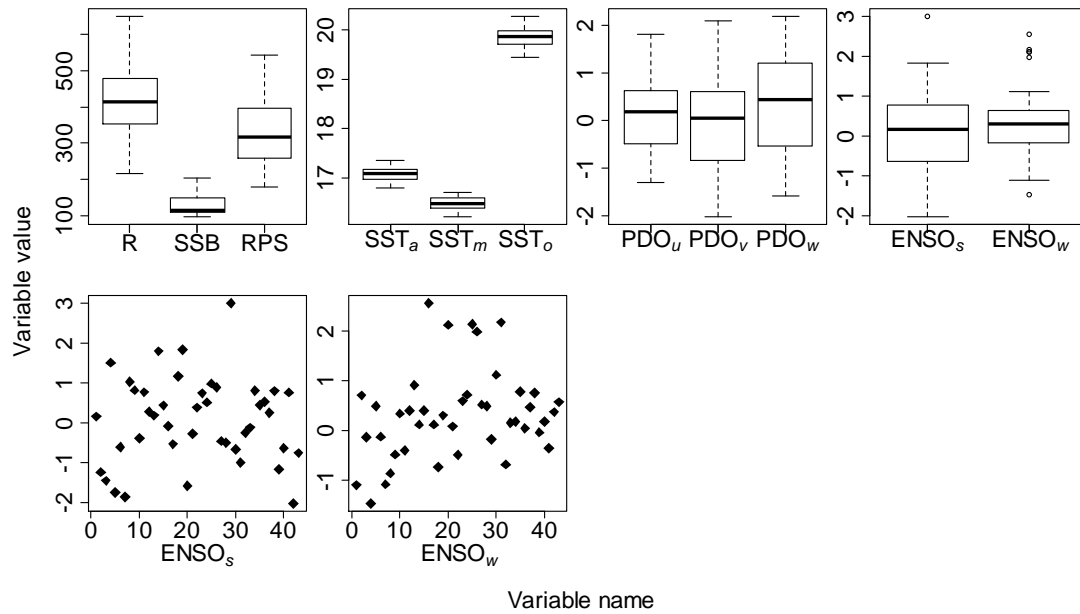 Variable value
500
300
100
R SSB RPS
20
19
18
17
SST_a SST_m SST_o
2
1
0
-1
-2
PDO_u PDO_v PDO_w
3
2
1
0
-1
-2
ENSO_s ENSO_w
3
2
1
0
-1
-2
0 10 20 30 40
ENSO_s
2
1
0
-1
0 10 20 30 40
ENSO_w
Variable name